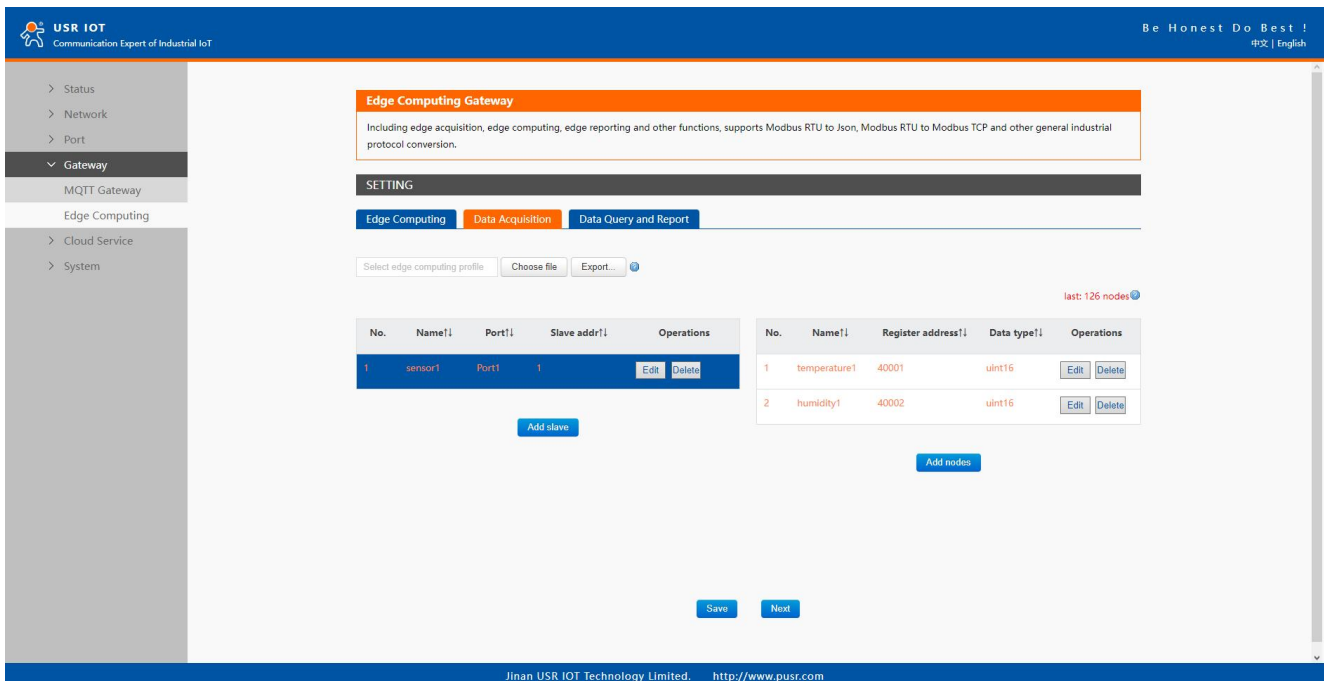 USR IOT
Communication Expert of Industrial IoT
Be Honest Do Best !
中文 | English
> Status
> Network
> Port
Gateway
MQTT Gateway
Edge Computing
> Cloud Service
> System
Edge Computing Gateway
Including edge acquisition, edge computing, edge reporting and other functions, supports Modbus RTU to Json, Modbus RTU to Modbus TCP and other general industrial
protocol conversion.
SETTING
Edge Computing Data Acquisition Data Query and Report
Select edge computing profile Choose file Export...
last: 126 nodes
No. Name↑↓ Port↑↓ Slave addr↑↓ Operations
1 sensor1 Port1 1 Edit Delete
Add slave
No. Name↑↓ Register address↑↓ Data type↑↓ Operations
1 temperature1 40001 uint16 Edit Delete
2 humidity1 40002 uint16 Edit Delete
Add nodes
Save Next
Jinan USR IOT Technology Limited. http://www.pusr.com